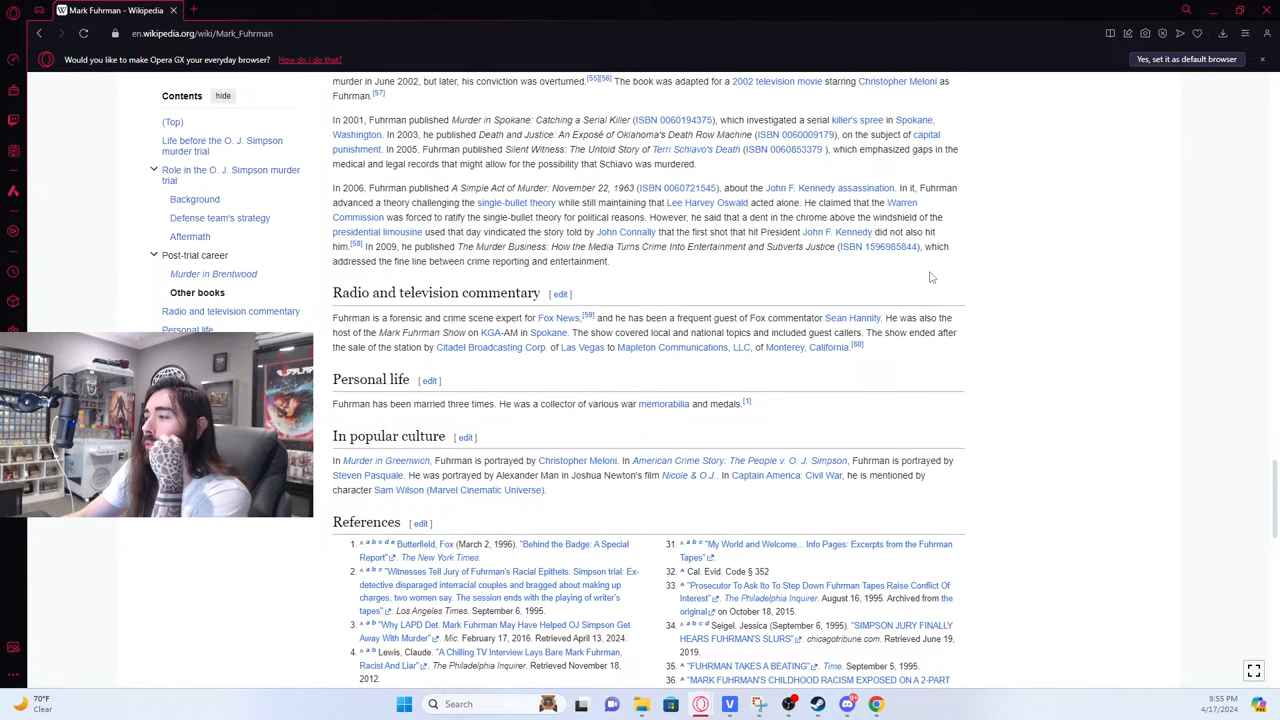 Mark Fuhrman - Wikipedia
en.wikipedia.org/wiki/Mark_Fuhrman
Would you like to make Opera GX your everyday browser? How do I do that?
Yes, set it as default browser
Contents hide
(Top)
Life before the O. J. Simpson
murder trial
Role in the O. J. Simpson murder
trial
Background
Defense team's strategy
Aftermath
Post-trial career
Murder in Brentwood
Other books
Radio and television commentary
Personal life
murder in June 2002, but later, his conviction was overturned.[55][56] The book was adapted for a 2002 television movie starring Christopher Meloni as
Fuhrman.[57]
In 2001, Fuhrman published Murder in Spokane: Catching a Serial Killer (ISBN 0060194375), which investigated a serial killer's spree in Spokane,
Washington. In 2003, he published Death and Justice: An Exposé of Oklahoma's Death Row Machine (ISBN 0060009179), on the subject of capital
punishment. In 2005, Fuhrman published Silent Witness: The Untold Story of Terri Schiavo's Death (ISBN 0060853379 ), which emphasized gaps in the
medical and legal records that might allow for the possibility that Schiavo was murdered.
In 2006, Fuhrman published A Simple Act of Murder: November 22, 1963 (ISBN 0060721545), about the John F. Kennedy assassination. In it, Fuhrman
advanced a theory challenging the single-bullet theory while still maintaining that Lee Harvey Oswald acted alone. He claimed that the Warren
Commission was forced to ratify the single-bullet theory for political reasons. However, he said that a dent in the chrome above the windshield of the
presidential limousine used that day vindicated the story told by John Connally that the first shot that hit President John F. Kennedy did not also hit
him.[58] In 2009, he published The Murder Business: How the Media Turns Crime Into Entertainment and Subverts Justice (ISBN 1596985844), which
addressed the fine line between crime reporting and entertainment.
Radio and television commentary [ edit ]
Fuhrman is a forensic and crime scene expert for Fox News,[59] and he has been a frequent guest of Fox commentator Sean Hannity. He was also the
host of the Mark Fuhrman Show on KGA-AM in Spokane. The show covered local and national topics and included guest callers. The show ended after
the sale of the station by Citadel Broadcasting Corp. of Las Vegas to Mapleton Communications, LLC, of Monterey, California.[60]
Personal life [ edit ]
Fuhrman has been married three times. He was a collector of various war memorabilia and medals.[1]
In popular culture [ edit ]
In Murder in Greenwich, Fuhrman is portrayed by Christopher Meloni. In American Crime Story: The People v. O. J. Simpson, Fuhrman is portrayed by
Steven Pasquale. He was portrayed by Alexander Man in Joshua Newton's film Nicole & O.J.. In Captain America: Civil War, he is mentioned by
character Sam Wilson (Marvel Cinematic Universe).
References [ edit ]
1. ^ a b c d e Butterfield, Fox (March 2, 1996). "Behind the Badge: A Special
Report". The New York Times.
2. ^ a b c "Witnesses Tell Jury of Fuhrman's Racial Epithets: Simpson trial: Ex-
detective disparaged interracial couples and bragged about making up
charges, two women say. The session ends with the playing of writer's
tapes". Los Angeles Times. September 6, 1995.
3. ^ a b "Why LAPD Det. Mark Fuhrman May Have Helped OJ Simpson Get
Away With Murder". Mic. February 17, 2016. Retrieved April 13, 2024.
4. ^ a b Lewis, Claude. "A Chilling TV Interview Lays Bare Mark Fuhrman,
Racist And Liar". The Philadelphia Inquirer. Retrieved November 18,
2012.
31. ^ a b c "My World and Welcome... Info Pages: Excerpts from the Fuhrman
Tapes".
32. ^ Cal. Evid. Code § 352
33. ^ "Prosecutor To Ask Ito To Step Down Fuhrman Tapes Raise Conflict Of
Interest". The Philadelphia Inquirer. August 16, 1995. Archived from the
original on October 18, 2015.
34. ^ a b c d Seigel, Jessica (September 6, 1995). "SIMPSON JURY FINALLY
HEARS FUHRMAN'S SLURS". chicagotribune.com. Retrieved June 19,
2019.
35. ^ "FUHRMAN TAKES A BEATING". Time. September 5, 1995.
36. ^ "MARK FUHRMAN'S CHILDHOOD RACISM EXPOSED ON A 2-PART
70°F
Clear
Search
9+
9:55 PM
4/17/2024